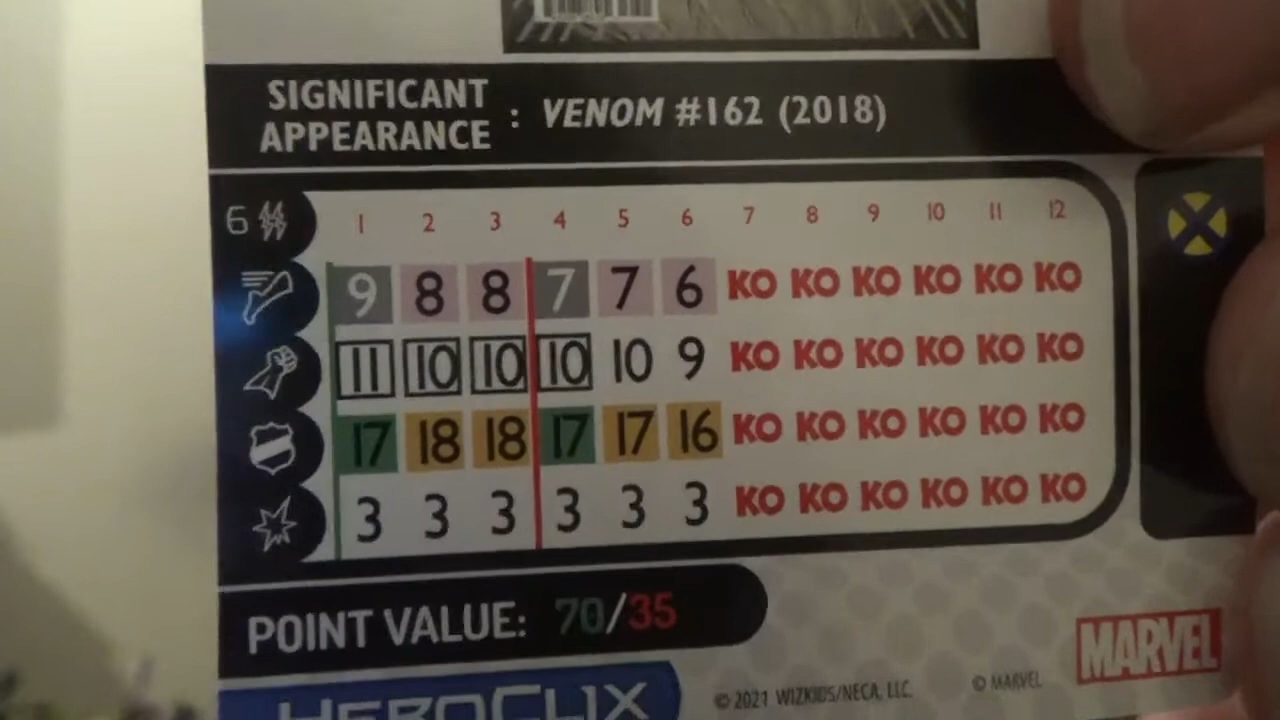 SIGNIFICANT
APPEARANCE : VENOM #162 (2018)
6 1 2 3 4 5 6 7 8 9 10 11 12
9 8 8 7 7 6 KO KO KO KO KO KO
11 10 10 10 10 9 KO KO KO KO KO KO
17 18 18 17 17 16 KO KO KO KO KO KO
3 3 3 3 3 3 KO KO KO KO KO KO
POINT VALUE: 70/35
MARVEL
HEROCLIX © 2021 WIZKIDS/NECA, LLC. © MARVEL